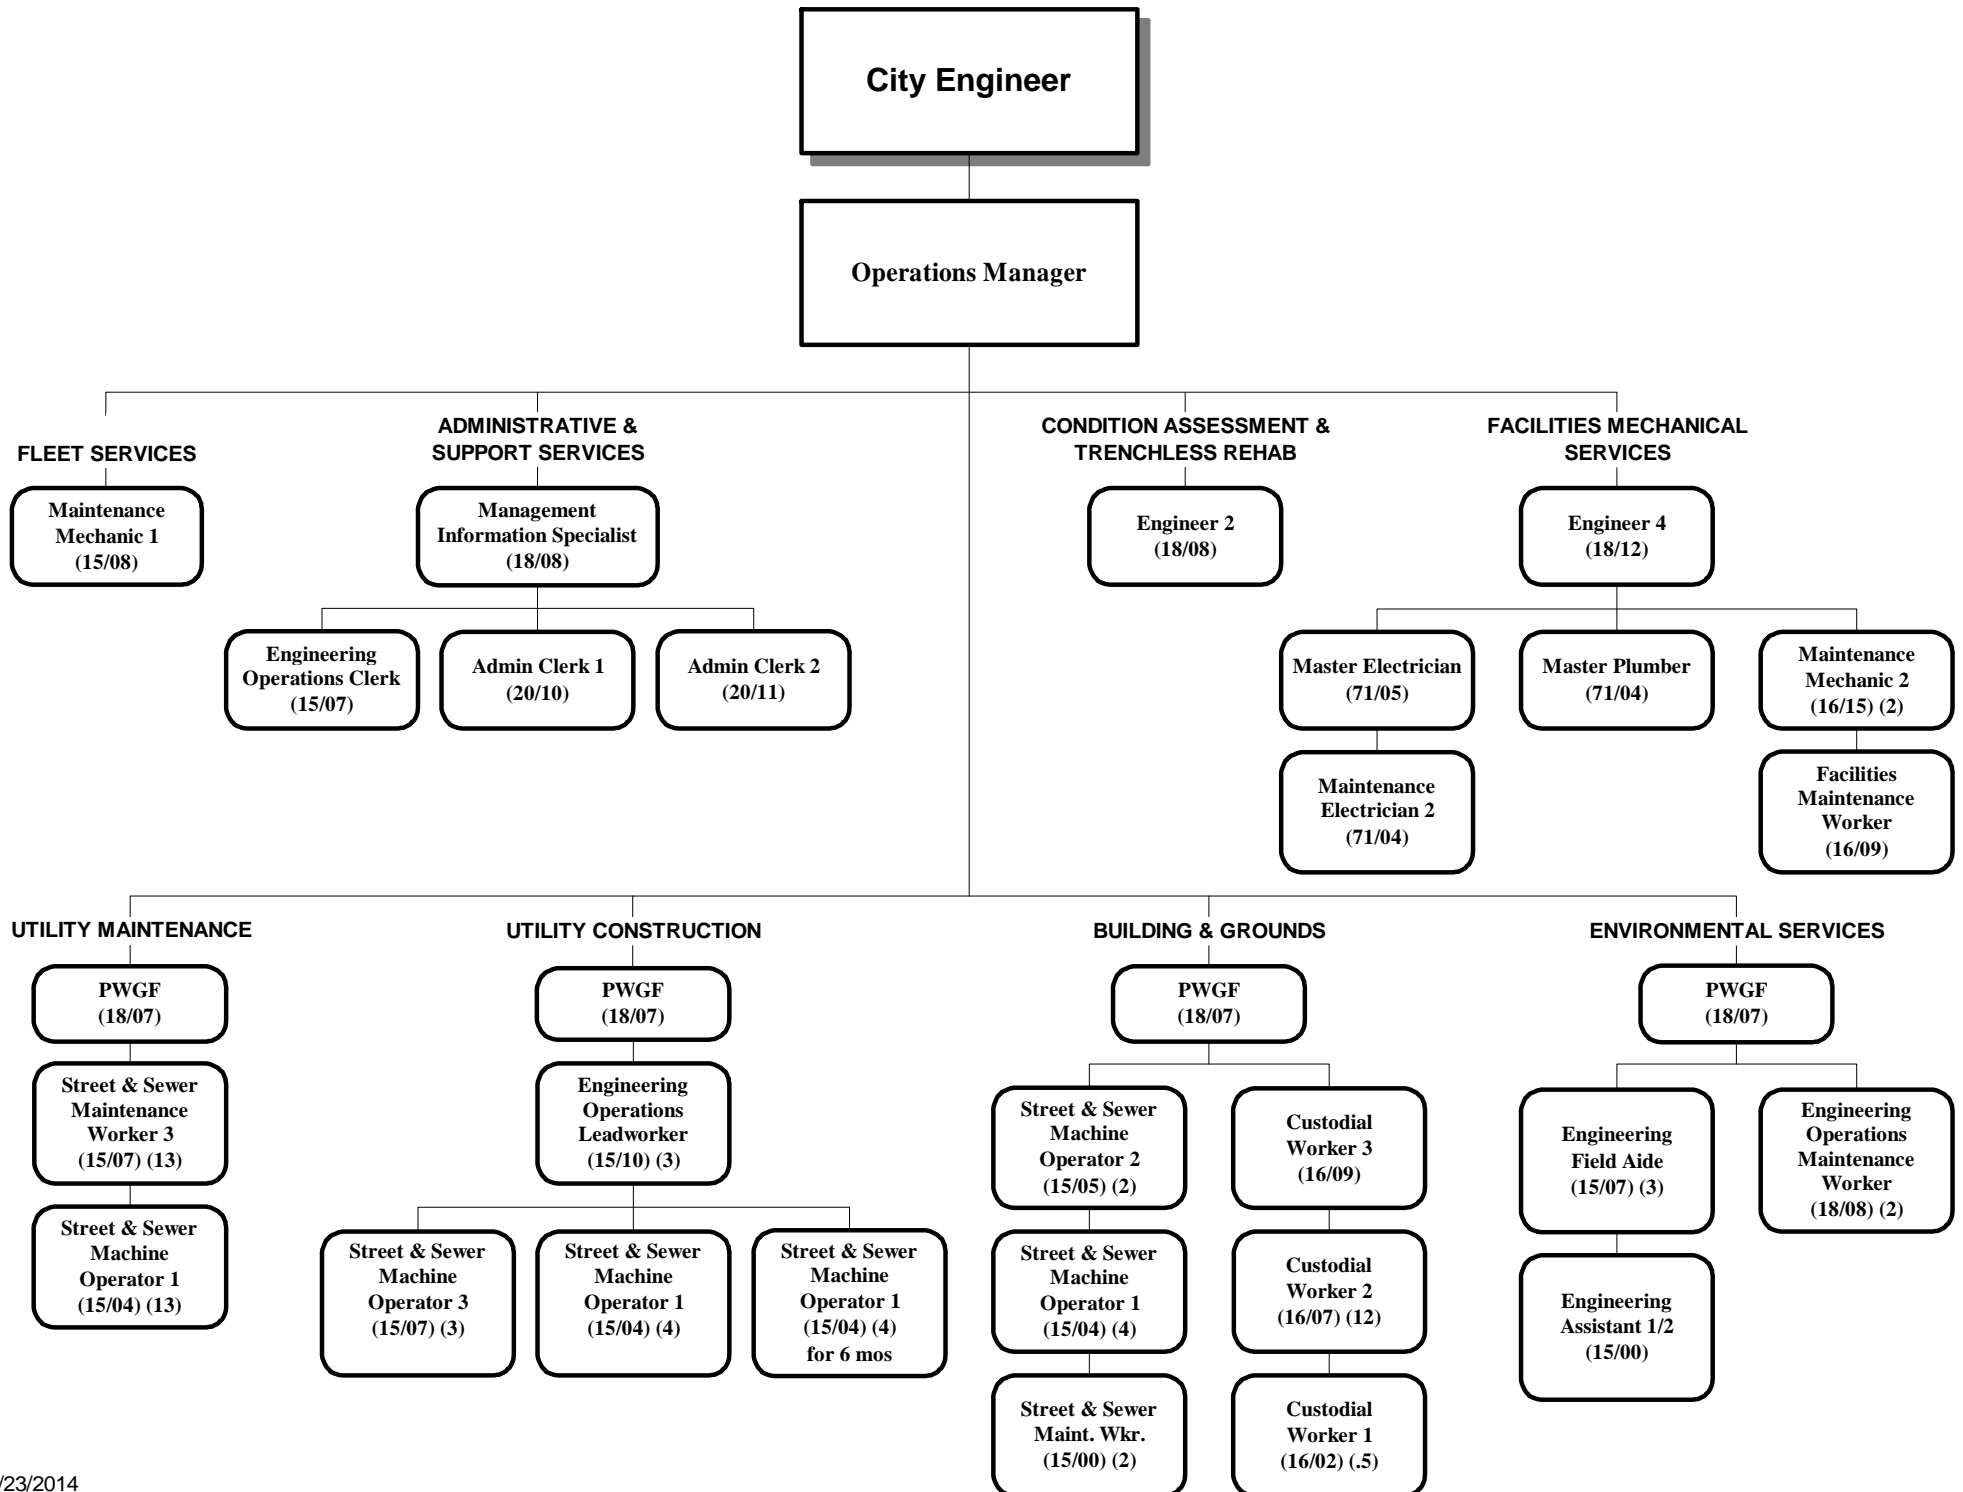 City Engineer
Operations Manager
FLEET SERVICES
Maintenance
Mechanic 1
(15/08)
ADMINISTRATIVE &
SUPPORT SERVICES
Management
Information Specialist
(18/08)
Engineering
Operations Clerk
(15/07)
Admin Clerk 1
(20/10)
Admin Clerk 2
(20/11)
CONDITION ASSESSMENT &
TRENCHLESS REHAB
Engineer 2
(18/08)
FACILITIES MECHANICAL
SERVICES
Engineer 4
(18/12)
Master Electrician
(71/05)
Maintenance
Electrician 2
(71/04)
Master Plumber
(71/04)
Maintenance
Mechanic 2
(16/15) (2)
Facilities
Maintenance
Worker
(16/09)
UTILITY MAINTENANCE
PWGF
(18/07)
Street & Sewer
Maintenance
Worker 3
(15/07) (13)
Street & Sewer
Machine
Operator 1
(15/04) (13)
UTILITY CONSTRUCTION
PWGF
(18/07)
Engineering
Operations
Leadworker
(15/10) (3)
Street & Sewer
Machine
Operator 3
(15/07) (3)
Street & Sewer
Machine
Operator 1
(15/04) (4)
Street & Sewer
Machine
Operator 1
(15/04) (4)
for 6 mos
BUILDING & GROUNDS
PWGF
(18/07)
Street & Sewer
Machine
Operator 2
(15/05) (2)
Street & Sewer
Machine
Operator 1
(15/04) (4)
Street & Sewer
Maint. Wkr.
(15/00) (2)
Custodial
Worker 3
(16/09)
Custodial
Worker 2
(16/07) (12)
Custodial
Worker 1
(16/02) (.5)
ENVIRONMENTAL SERVICES
PWGF
(18/07)
Engineering
Field Aide
(15/07) (3)
Engineering
Assistant 1/2
(15/00)
Engineering
Operations
Maintenance
Worker
(18/08) (2)
/23/2014